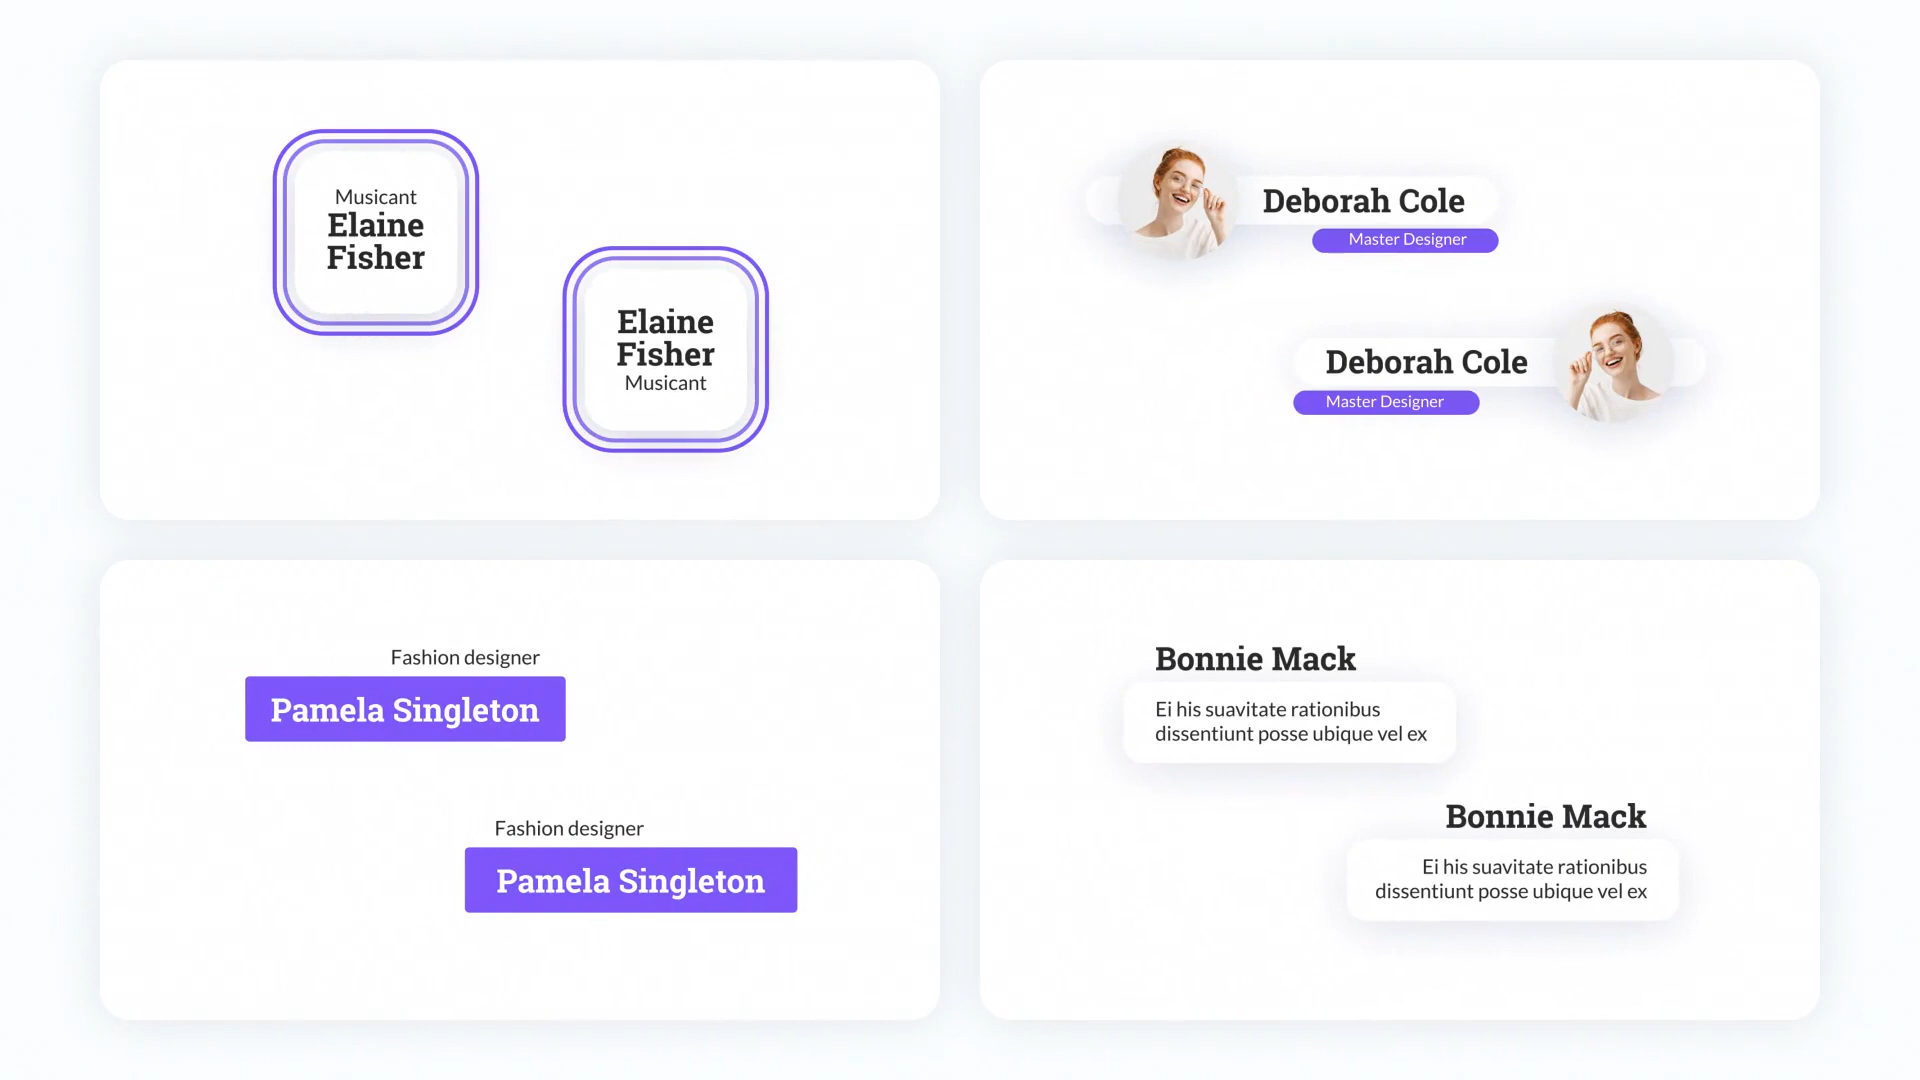 Musicant
Elaine
Fisher
Elaine
Fisher
Musicant
Deborah Cole
Master Designer
Deborah Cole
Master Designer
Fashion designer
Pamela Singleton
Fashion designer
Pamela Singleton
Bonnie Mack
Ei his suavitate rationibus
dissentiunt posse ubique vel ex
Bonnie Mack
Ei his suavitate rationibus
dissentiunt posse ubique vel ex